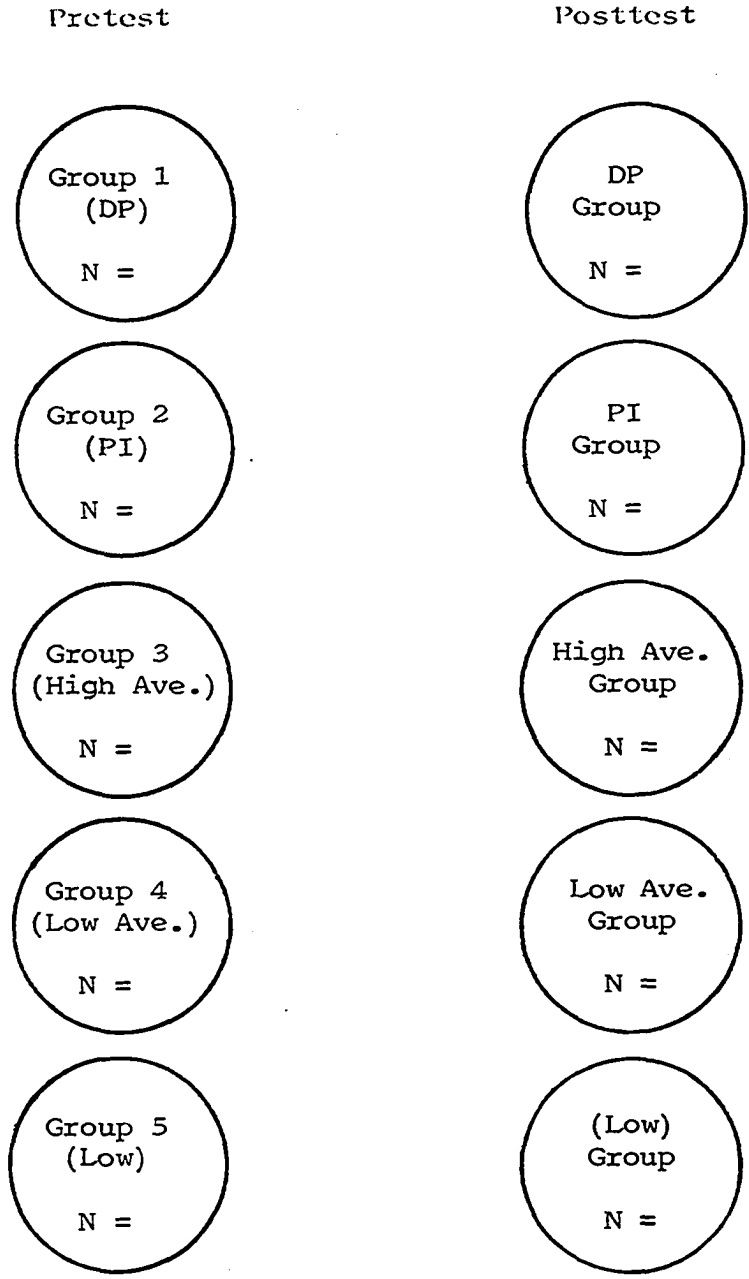 Pretest
Posttest
Group 1
(DP)
N =
DP
Group
N =
Group 2
(PI)
N =
PI
Group
N =
Group 3
(High Ave.)
N =
High Ave.
Group
N =
Group 4
(Low Ave.)
N =
Low Ave.
Group
N =
Group 5
(Low)
N =
(Low)
Group
N =